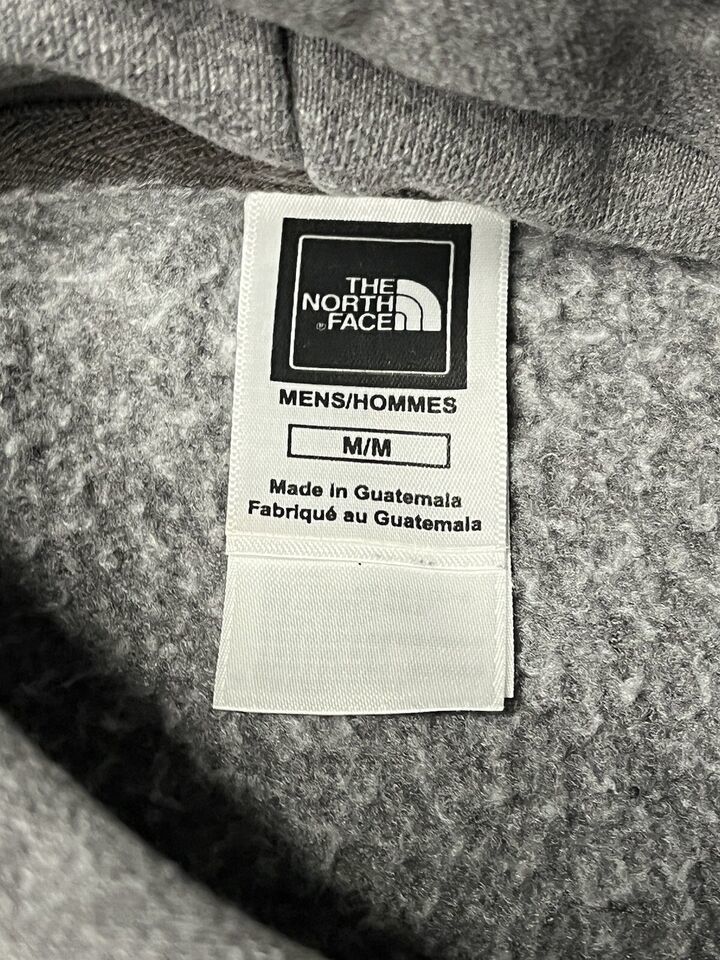 THE
NORTH
®FACE
MENS/HOMMES
M/M
Made in Guatemala
Fabriqué au Guatemala